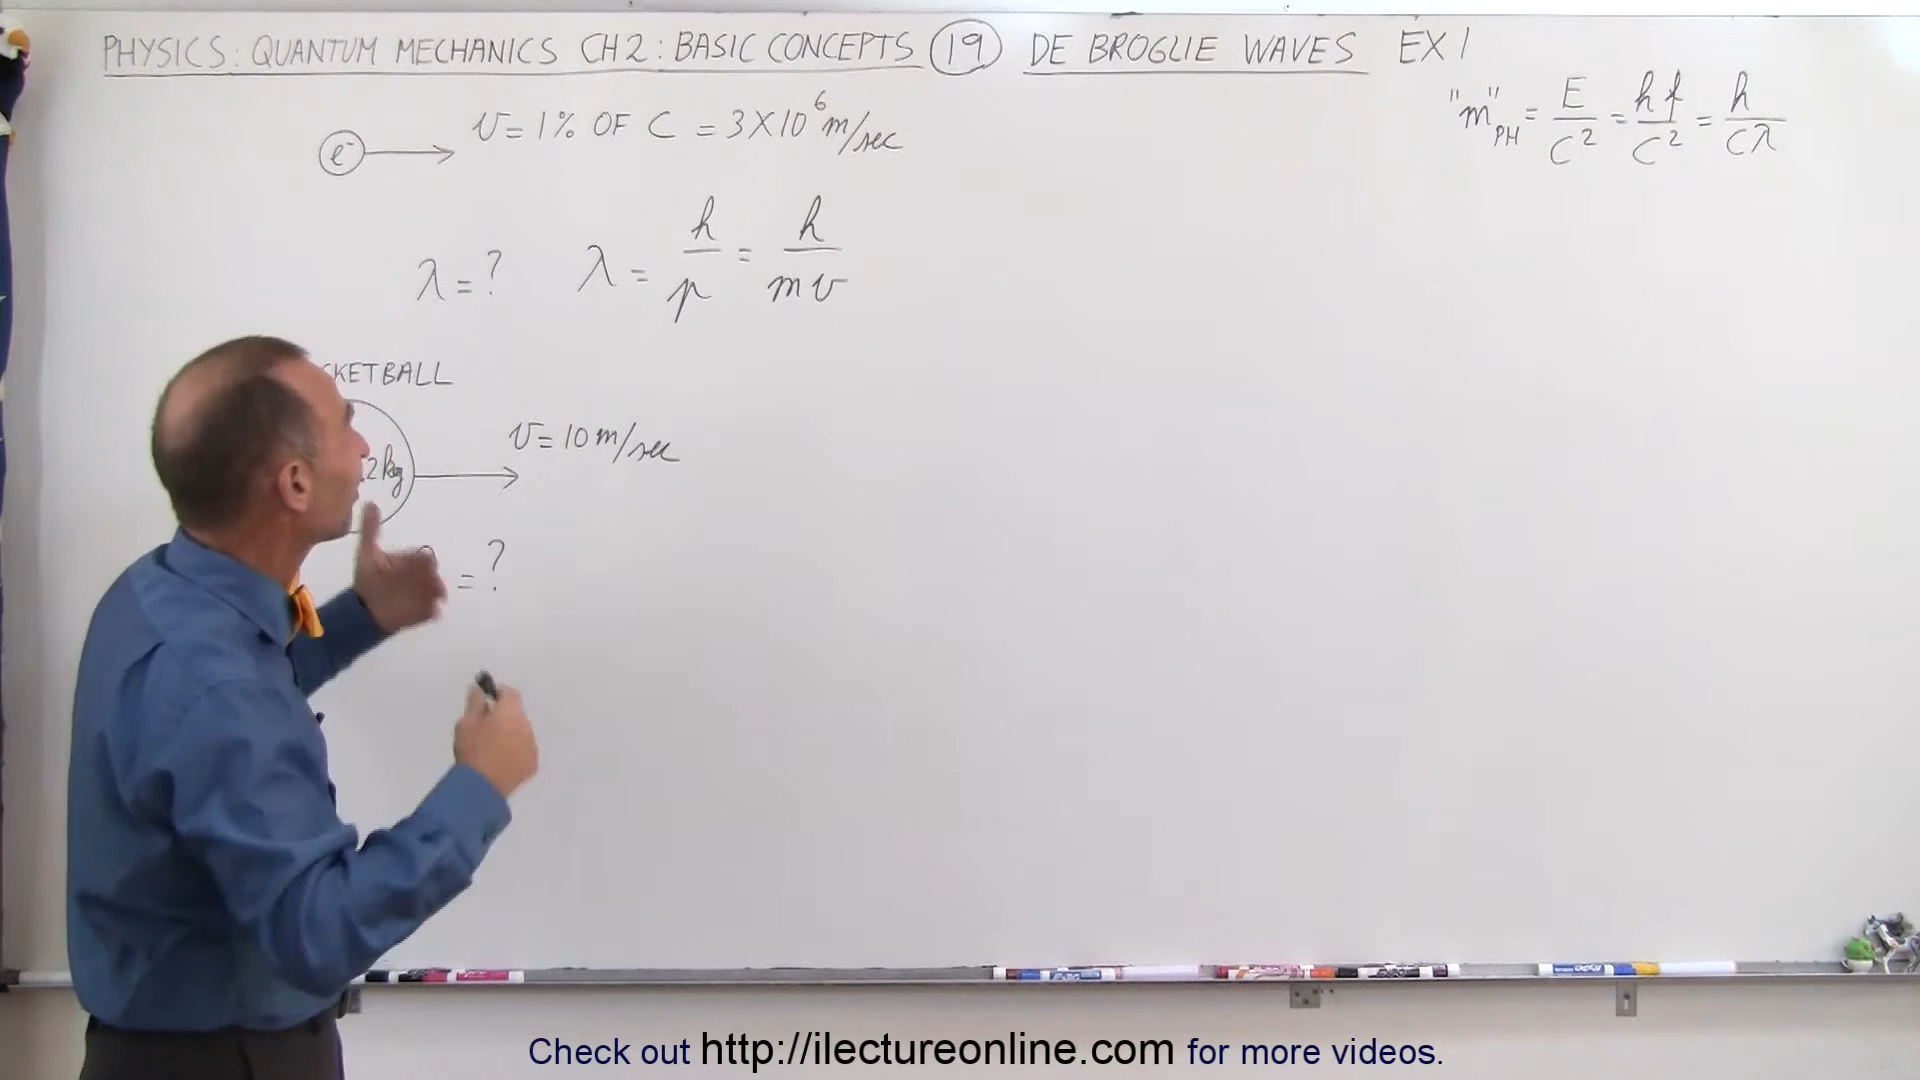 PHYSICS: QUANTUM MECHANICS CH2: BASIC CONCEPTS 19 DE BROGLIE WAVES EX 1
"m"PH = E/C² = hf/C² = h/Cλ
e⁻ v = 1% OF C = 3X10⁶ m/sec
λ = ? λ = h/p = h/mv
SKETBALL
2 kg v = 10 m/sec
= ?
Check out http://ilectureonline.com for more videos.